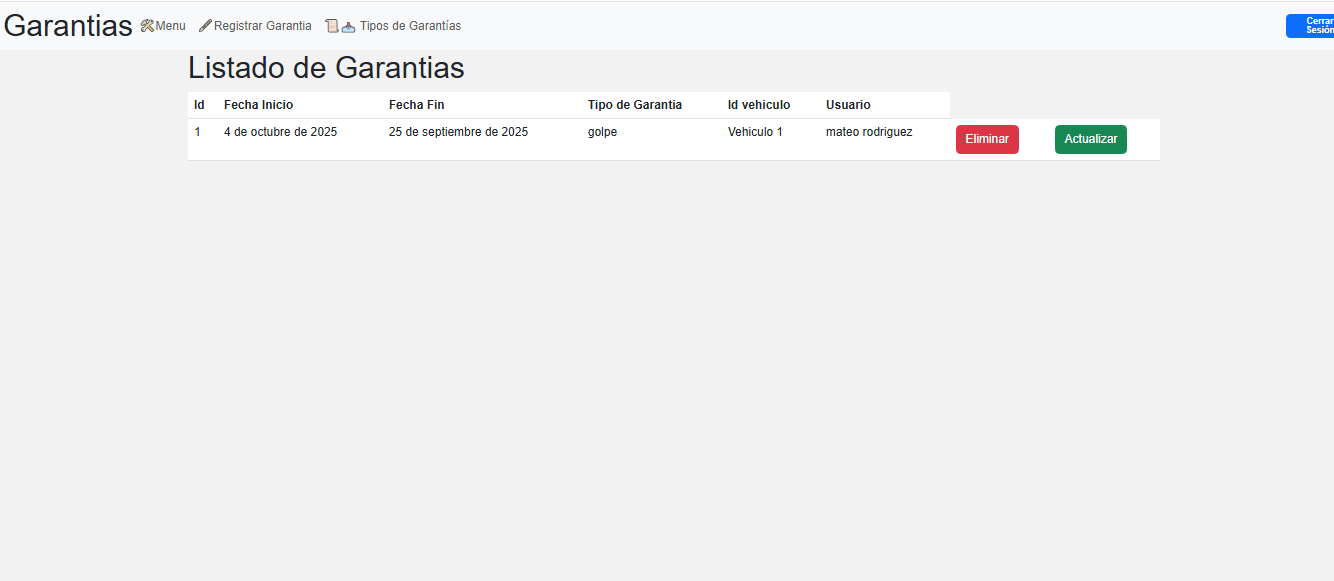 Garantias 🛠Menu 🖋Registrar Garantia 📜📥 Tipos de Garantías Cerrar
Sesión
Listado de Garantias
Id Fecha Inicio Fecha Fin Tipo de Garantia Id vehiculo Usuario
1 4 de octubre de 2025 25 de septiembre de 2025 golpe Vehiculo 1 mateo rodriguez Eliminar Actualizar